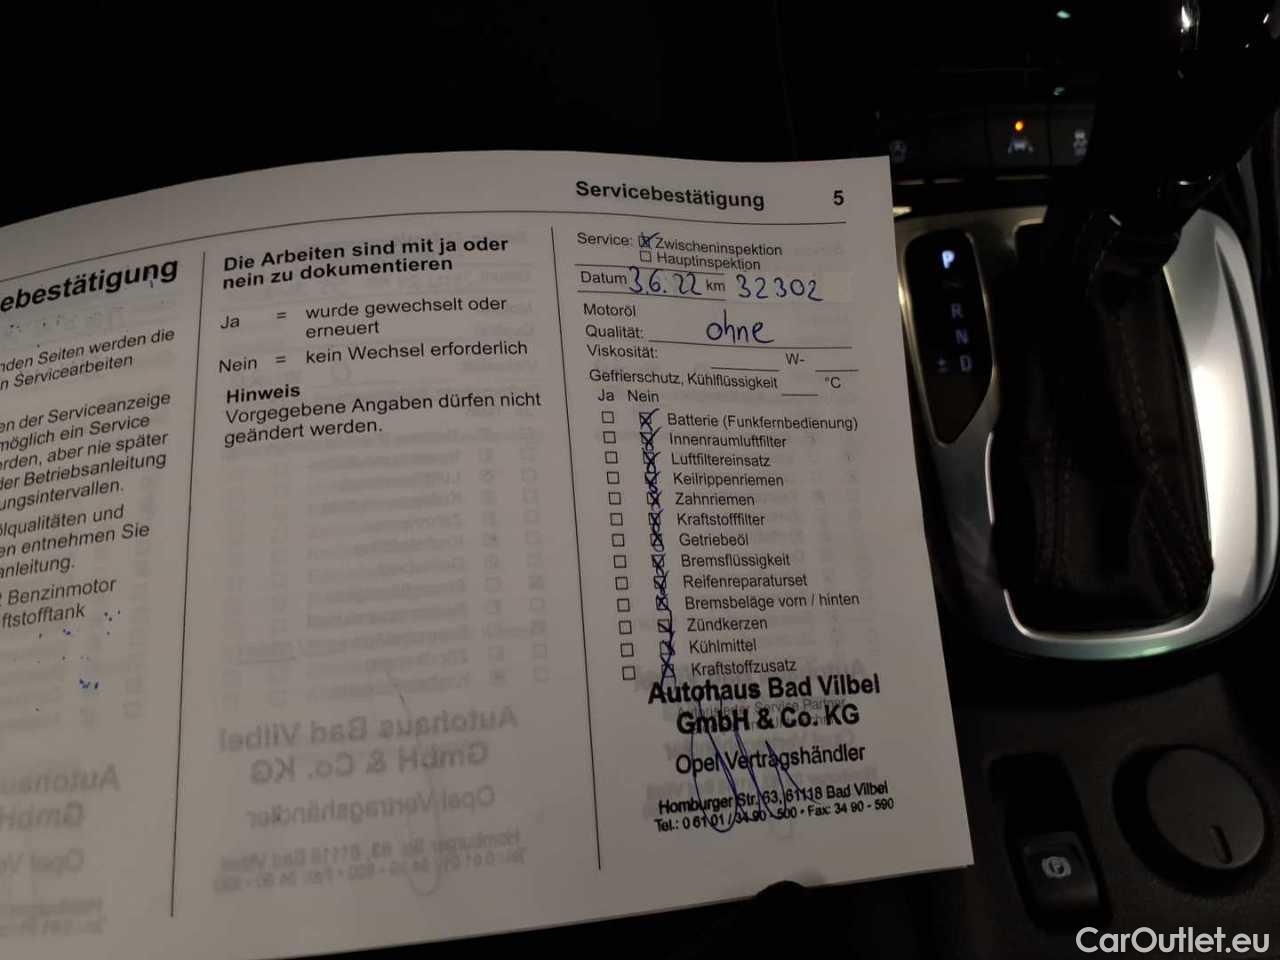 Servicebestätigung 5
ebestätigung
nden Seiten werden die
n Servicearbeiten
en der Serviceanzeige
möglich ein Service
rden, aber nie später
der Betriebsanleitung
ungsintervallen.
ölqualitäten und
en entnehmen Sie
anleitung.
Benzinmotor
ftstofftank
Die Arbeiten sind mit ja oder
nein zu dokumentieren
Ja = wurde gewechselt oder
erneuert
Nein = kein Wechsel erforderlich
Hinweis
Vorgegebene Angaben dürfen nicht
geändert werden.
Service: Zwischeninspektion
Hauptinspektion
Datum 3.6.22 km 32302
Motoröl
Qualität: ohne
Viskosität: W-
Gefrierschutz, Kühlflüssigkeit °C
Ja Nein
Batterie (Funkfernbedienung)
Innenraumluftfilter
Luftfiltereinsatz
Keilrippenriemen
Zahnriemen
Kraftstofffilter
Getriebeöl
Bremsflüssigkeit
Reifenreparaturset
Bremsbeläge vorn / hinten
Zündkerzen
Kühlmittel
Kraftstoffzusatz
Autohaus Bad Vilbel
GmbH & Co. KG
Opel Vertragshändler
Homburger Str. 63, 61118 Bad Vilbel
Tel.: 0 61 01 / 34 90 - 500 • Fax: 34 90 - 590
P
R
N
± D
CarOutlet.eu